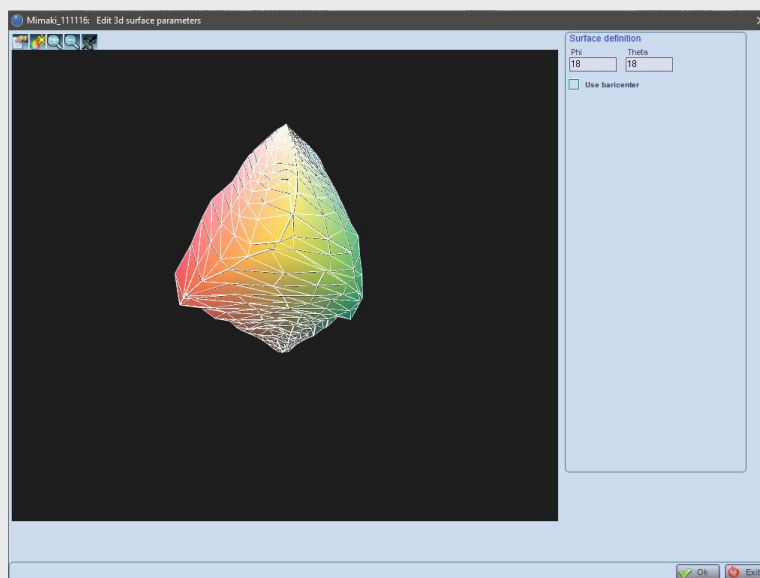 Mimaki_111116: Edit 3d surface parameters
Surface definition
Phi Theta
18 18
Use baricenter
Ok Exit